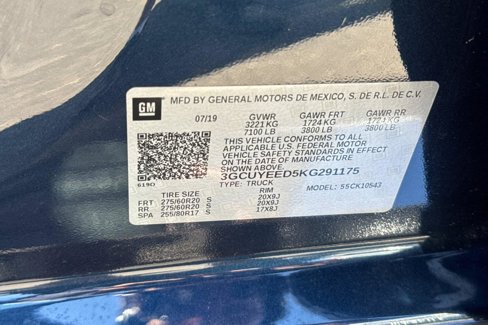 GM
MFD BY GENERAL MOTORS DE MEXICO, S. DE R.L. DE C.V.
07/19 GVWR GAWR FRT GAWR RR
3221 KG 1724 KG 1724 KG
7100 LB 3800 LB 3800 LB
THIS VEHICLE CONFORMS TO ALL
APPLICABLE U.S. FEDERAL MOTOR
VEHICLE SAFETY STANDARDS IN EFFECT
ON THE DATE OF MANUFACTURE
3GCUYEED5KG291175
619O TYPE: TRUCK MODEL: 55CK10543
TIRE SIZE RIM
FRT 275/60R20 S 20X9J
RR 275/60R20 S 20X9J
SPA 255/80R17 S 17X8J